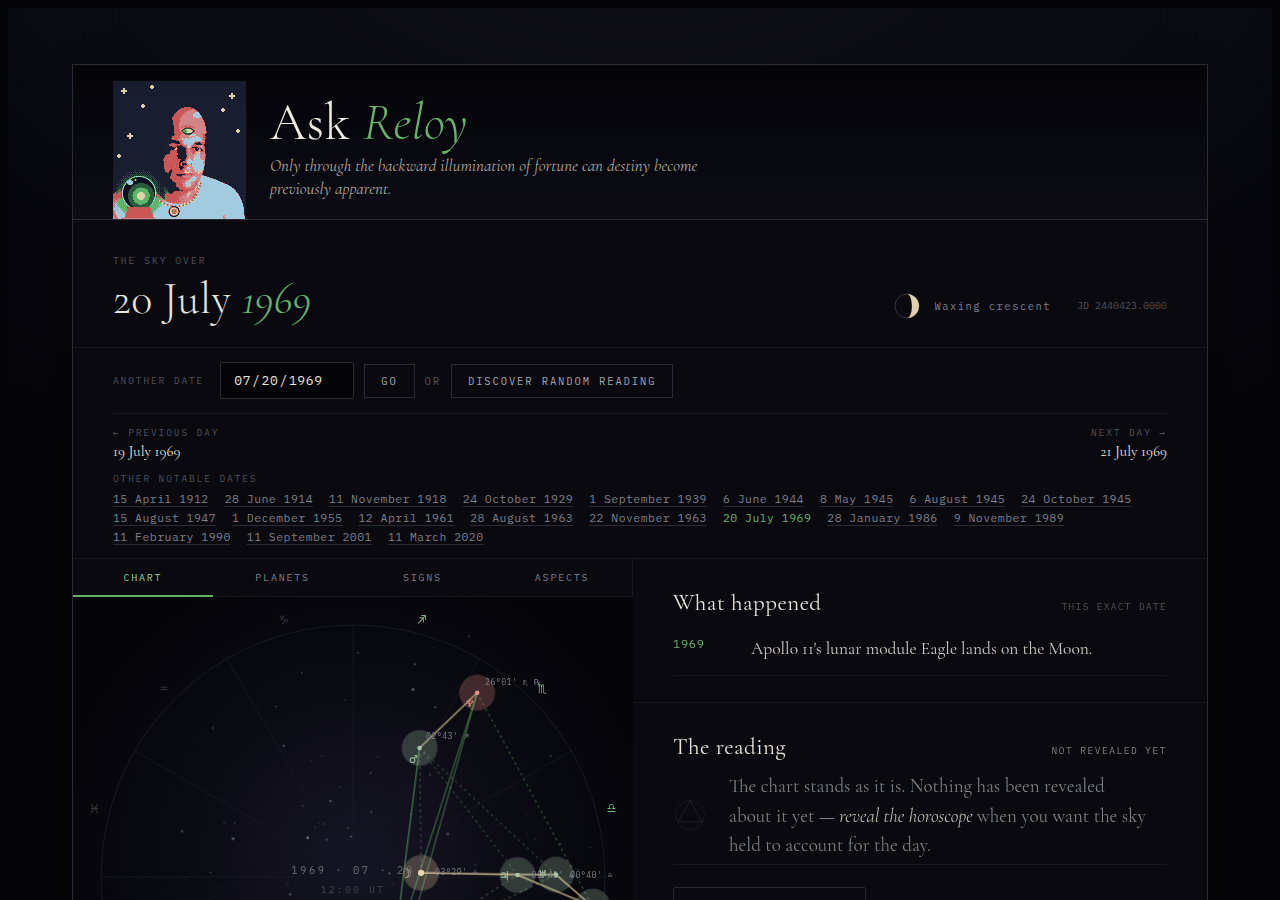 Ask Reloy
Only through the backward illumination of fortune can destiny become
previously apparent.
THE SKY OVER
20 July 1969
Waxing crescent
JD 2440423.0000
ANOTHER DATE
07/20/1969
GO
OR
DISCOVER RANDOM READING
← PREVIOUS DAY
19 July 1969
NEXT DAY →
21 July 1969
OTHER NOTABLE DATES
15 April 1912 28 June 1914 11 November 1918 24 October 1929 1 September 1939 6 June 1944 8 May 1945 6 August 1945 24 October 1945
15 August 1947 1 December 1955 12 April 1961 28 August 1963 22 November 1963 20 July 1969 28 January 1986 9 November 1989
11 February 1990 11 September 2001 11 March 2020
CHART PLANETS SIGNS ASPECTS
♑ ♐
♒ 26°01' ♏ ℞ ♏
♂
♓ ♎
1969 · 07 · 20
12:00 UT
What happened
THIS EXACT DATE
1969 Apollo 11's lunar module Eagle lands on the Moon.
The reading
NOT REVEALED YET
The chart stands as it is. Nothing has been revealed
about it yet — reveal the horoscope when you want the sky
held to account for the day.